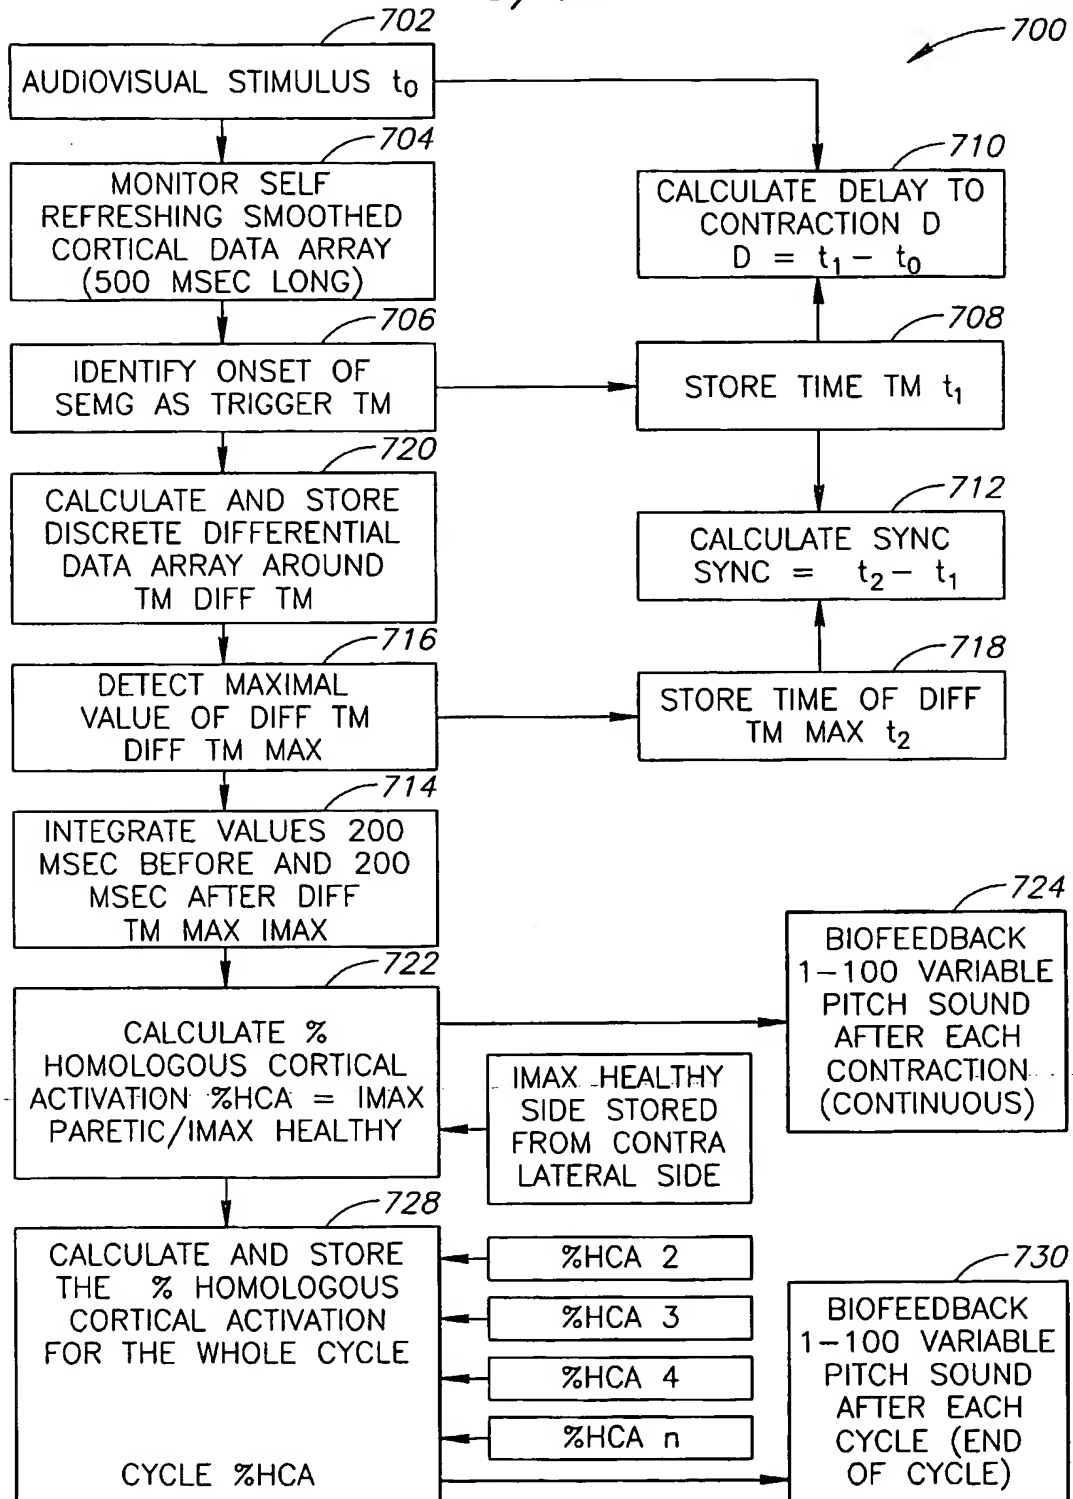 702
700
AUDIOVISUAL STIMULUS t0
704
MONITOR SELF
REFRESHING SMOOTHED
CORTICAL DATA ARRAY
(500 MSEC LONG)
710
CALCULATE DELAY TO
CONTRACTION D
D = t1 - t0
706
IDENTIFY ONSET OF
SEMG AS TRIGGER TM
708
STORE TIME TM t1
720
CALCULATE AND STORE
DISCRETE DIFFERENTIAL
DATA ARRAY AROUND
TM DIFF TM
712
CALCULATE SYNC
SYNC = t2 - t1
716
DETECT MAXIMAL
VALUE OF DIFF TM
DIFF TM MAX
718
STORE TIME OF DIFF
TM MAX t2
714
INTEGRATE VALUES 200
MSEC BEFORE AND 200
MSEC AFTER DIFF
TM MAX IMAX
724
BIOFEEDBACK
1-100 VARIABLE
PITCH SOUND
AFTER EACH
CONTRACTION
(CONTINUOUS)
722
CALCULATE %
HOMOLOGOUS CORTICAL
ACTIVATION %HCA = IMAX
PARETIC/IMAX HEALTHY
IMAX HEALTHY
SIDE STORED
FROM CONTRA
LATERAL SIDE
728
CALCULATE AND STORE
THE % HOMOLOGOUS
CORTICAL ACTIVATION
FOR THE WHOLE CYCLE
CYCLE %HCA
%HCA 2
%HCA 3
%HCA 4
%HCA n
730
BIOFEEDBACK
1-100 VARIABLE
PITCH SOUND
AFTER EACH
CYCLE (END
OF CYCLE)